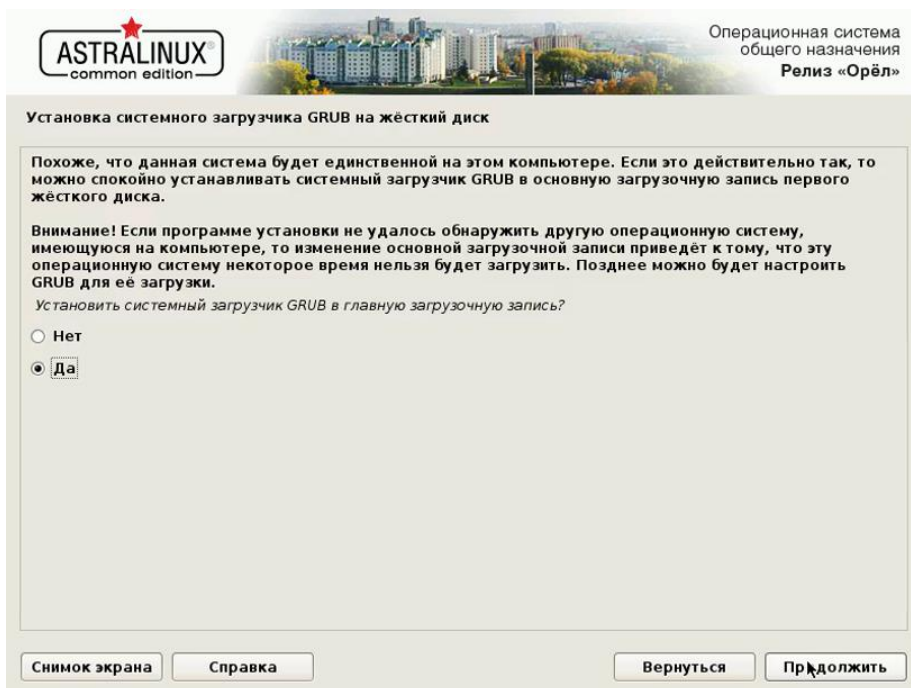 ASTRALINUX
common edition
Операционная система
общего назначения
Релиз «Орёл»
Установка системного загрузчика GRUB на жёсткий диск
Похоже, что данная система будет единственной на этом компьютере. Если это действительно так, то
можно спокойно устанавливать системный загрузчик GRUB в основную загрузочную запись первого
жёсткого диска.
Внимание! Если программе установки не удалось обнаружить другую операционную систему,
имеющуюся на компьютере, то изменение основной загрузочной записи приведёт к тому, что эту
операционную систему некоторое время нельзя будет загрузить. Позднее можно будет настроить
GRUB для её загрузки.
Установить системный загрузчик GRUB в главную загрузочную запись?
Нет
Да
Снимок экрана
Справка
Вернуться
Продолжить